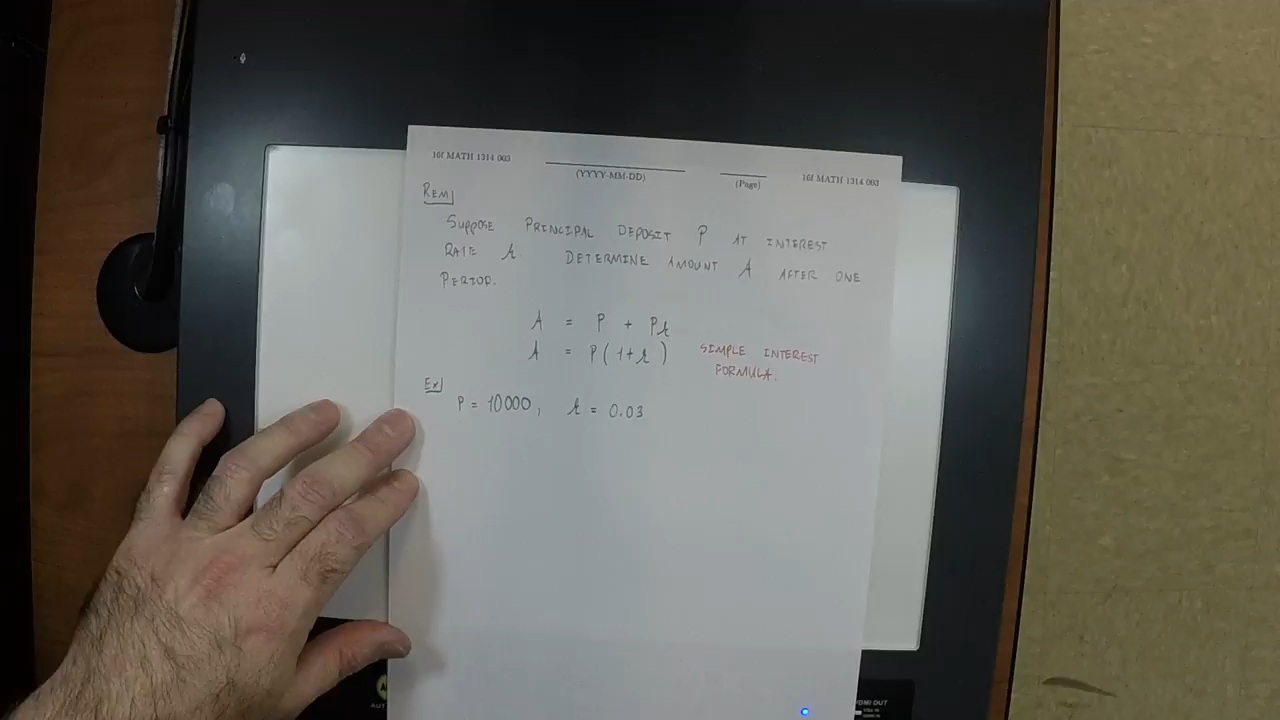 16f MATH 1314 003 (YYYY-MM-DD) (Page) 16f MATH 1314 003
REM
SUPPOSE PRINCIPAL DEPOSIT P AT INTEREST
RATE r. DETERMINE AMOUNT A AFTER ONE
PERIOD.
A = P + Pr
A = P(1+r) SIMPLE INTEREST
FORMULA.
EX
P = 10000, r = 0.03